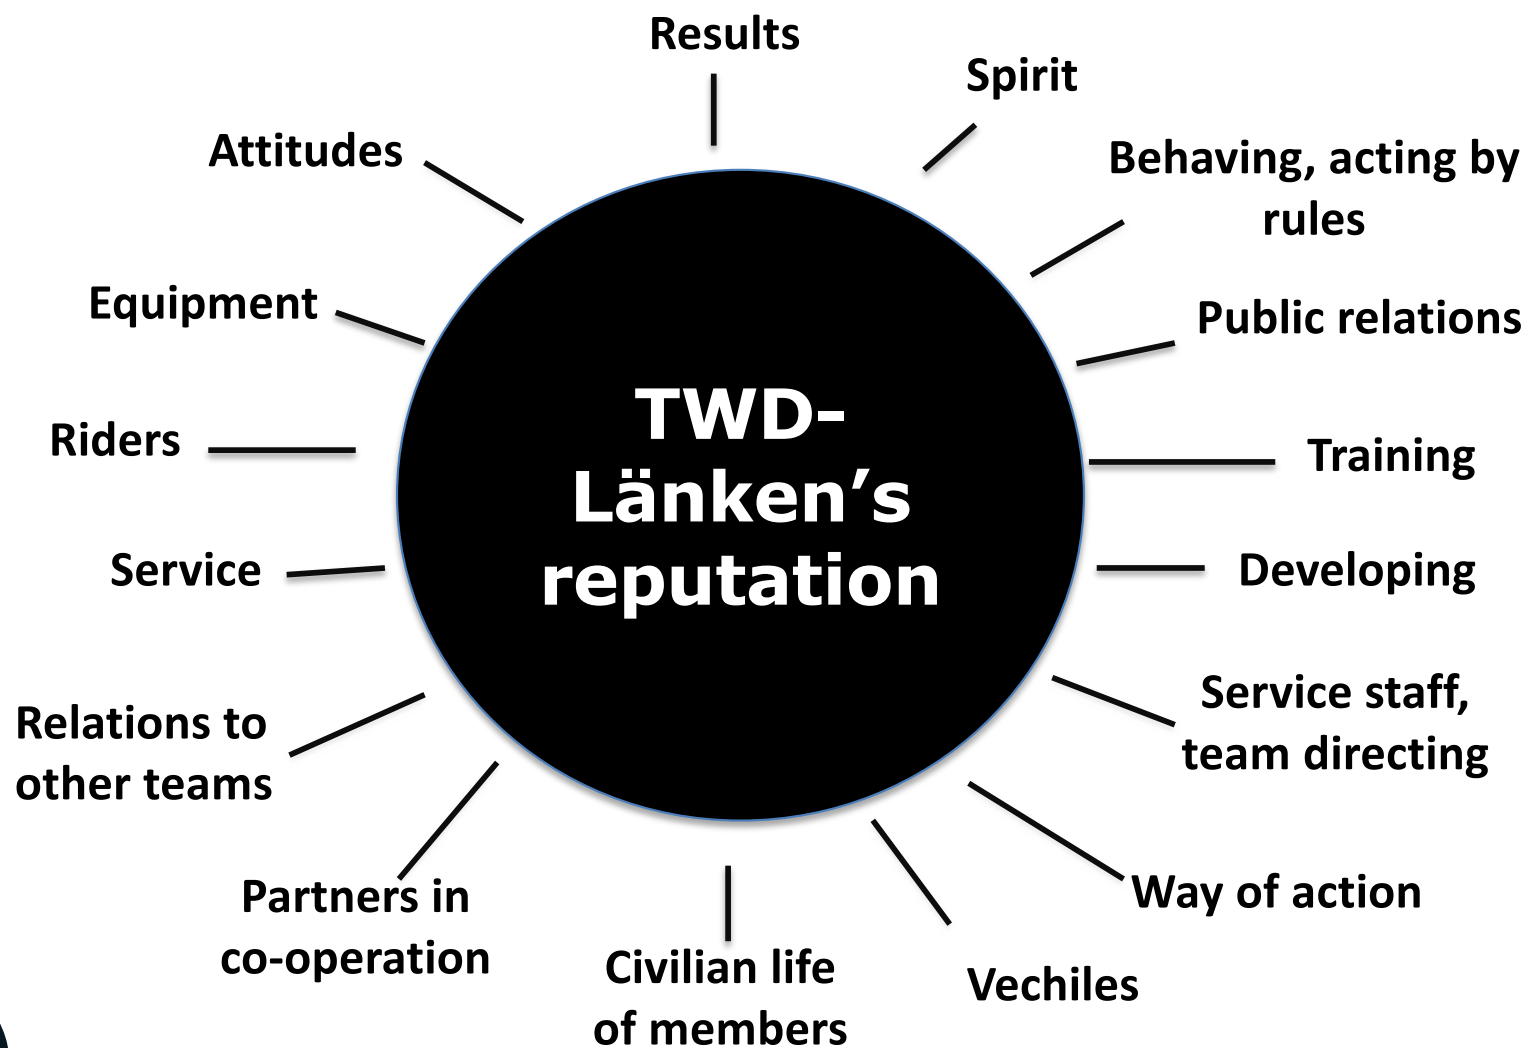 Results
Spirit
Attitudes
Behaving, acting by
rules
Equipment
Public relations
TWD-
Länken’s
reputation
Riders
Training
Service
Developing
Relations to
other teams
Service staff,
team directing
Partners in
co-operation
Way of action
Civilian life
of members
Vechiles